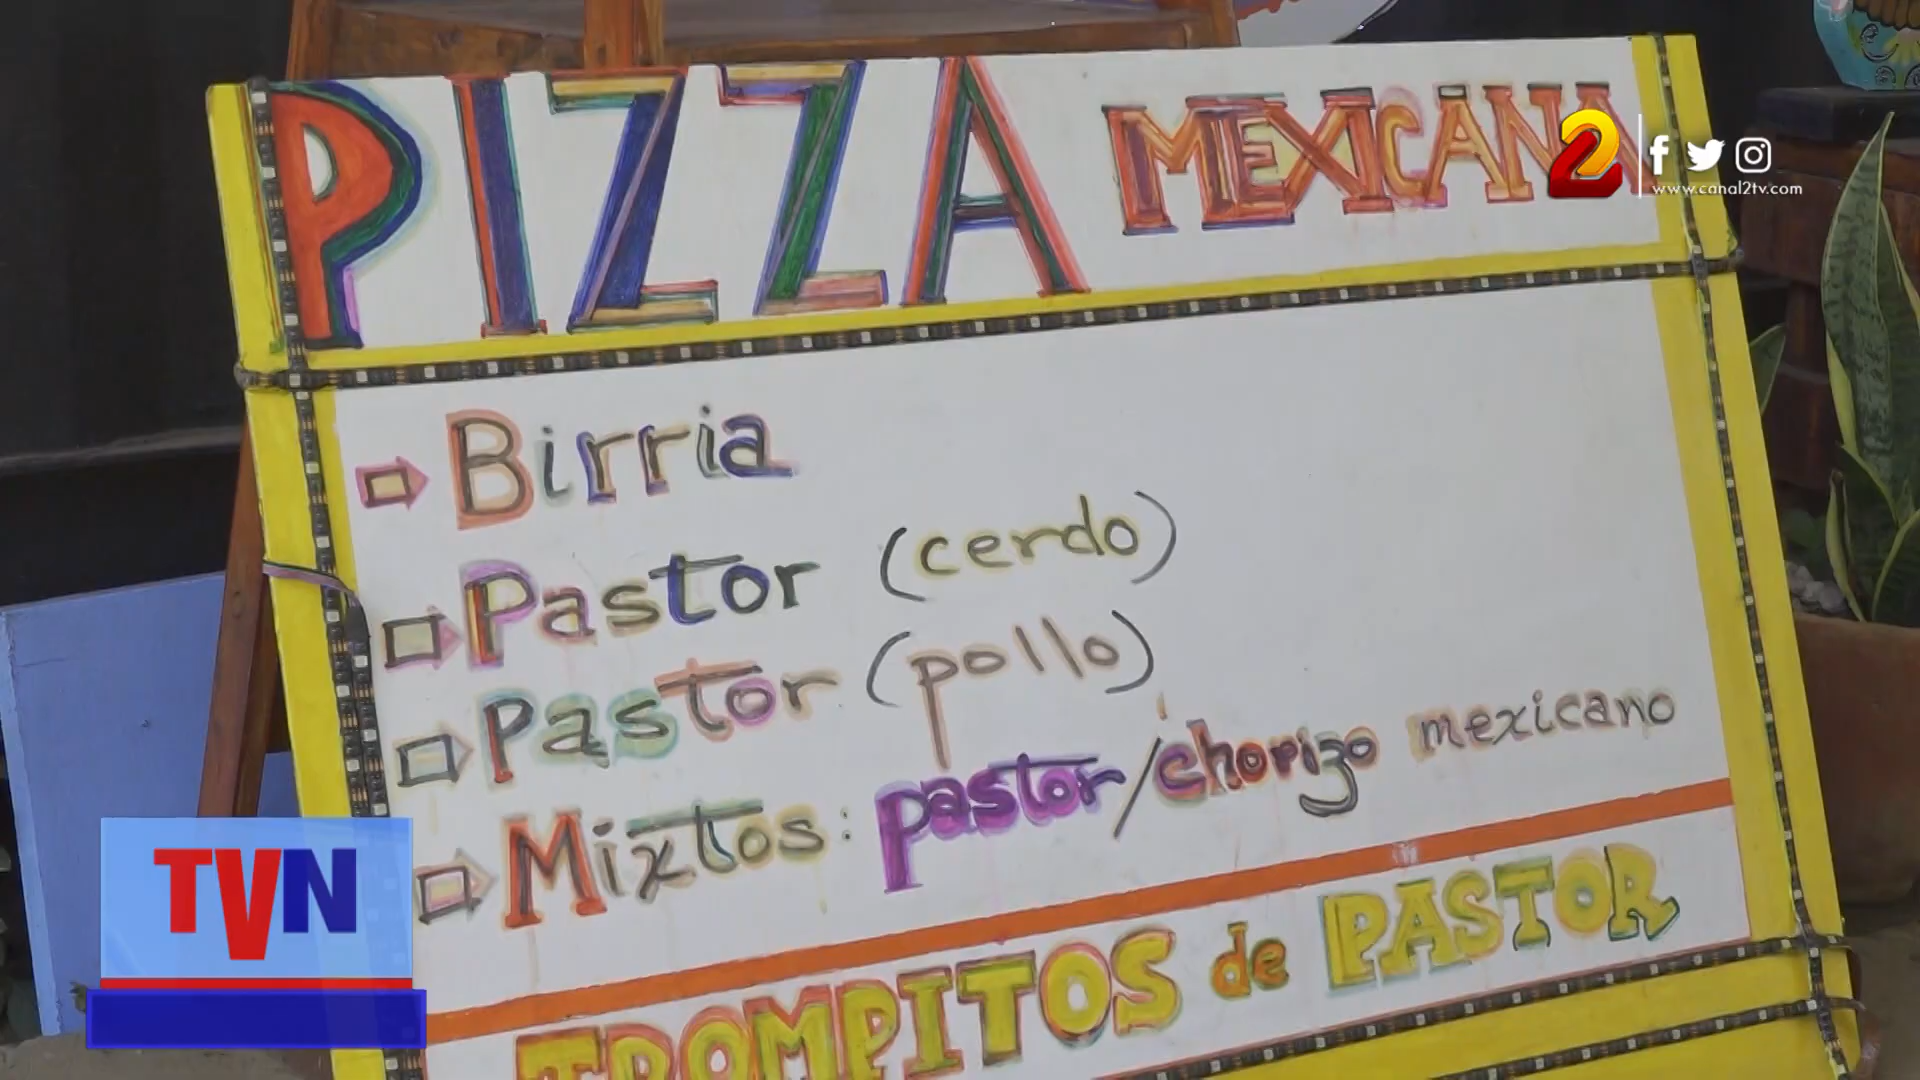 PIZZA MEXICANA
2
www.canal2tv.com
Birria
Pastor (cerdo)
Pastor (pollo)
Mixtos: pastor/chorizo mexicano
TROMPITOS de PASTOR
TVN